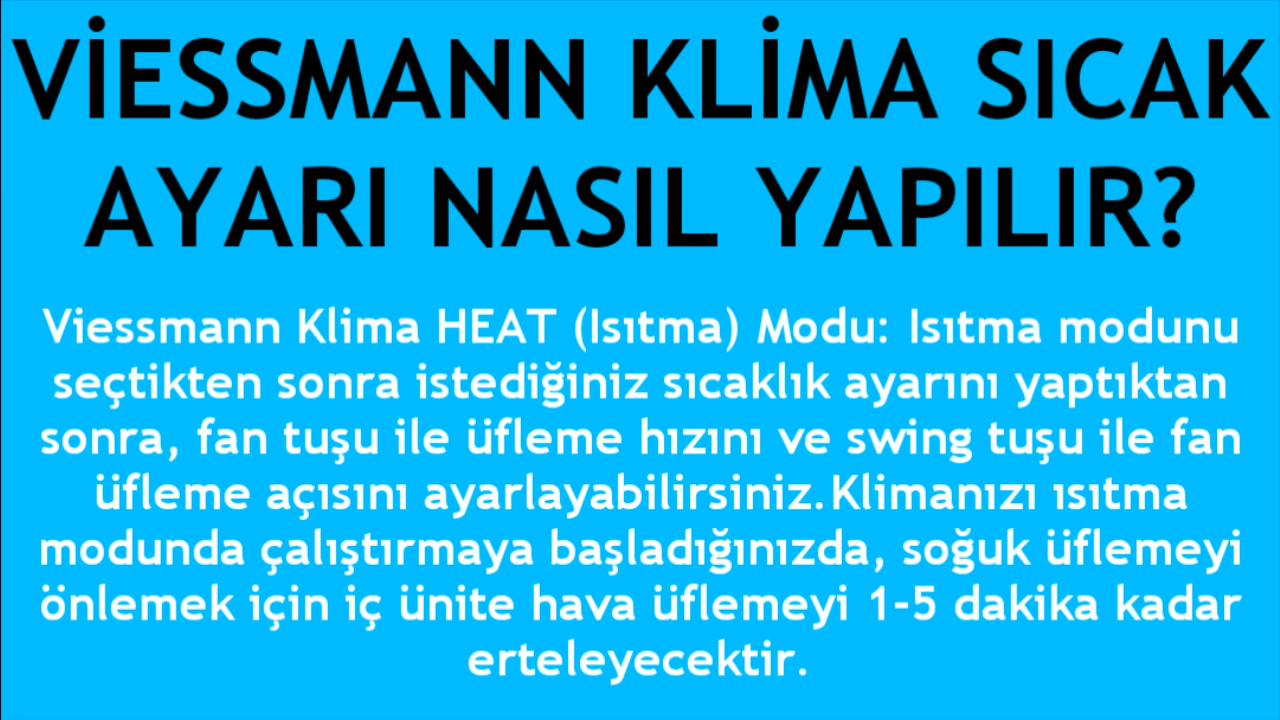 VİESSMANN KLİMA SICAK
AYARI NASIL YAPILIR?
Viessmann Klima HEAT (Isıtma) Modu: Isıtma modunu
seçtikten sonra istediğiniz sıcaklık ayarını yaptıktan
sonra, fan tuşu ile üfleme hızını ve swing tuşu ile fan
üfleme açısını ayarlayabilirsiniz.Klimanızı ısıtma
modunda çalıştırmaya başladığınızda, soğuk üflemeyi
önlemek için iç ünite hava üflemeyi 1-5 dakika kadar
erteleyecektir.